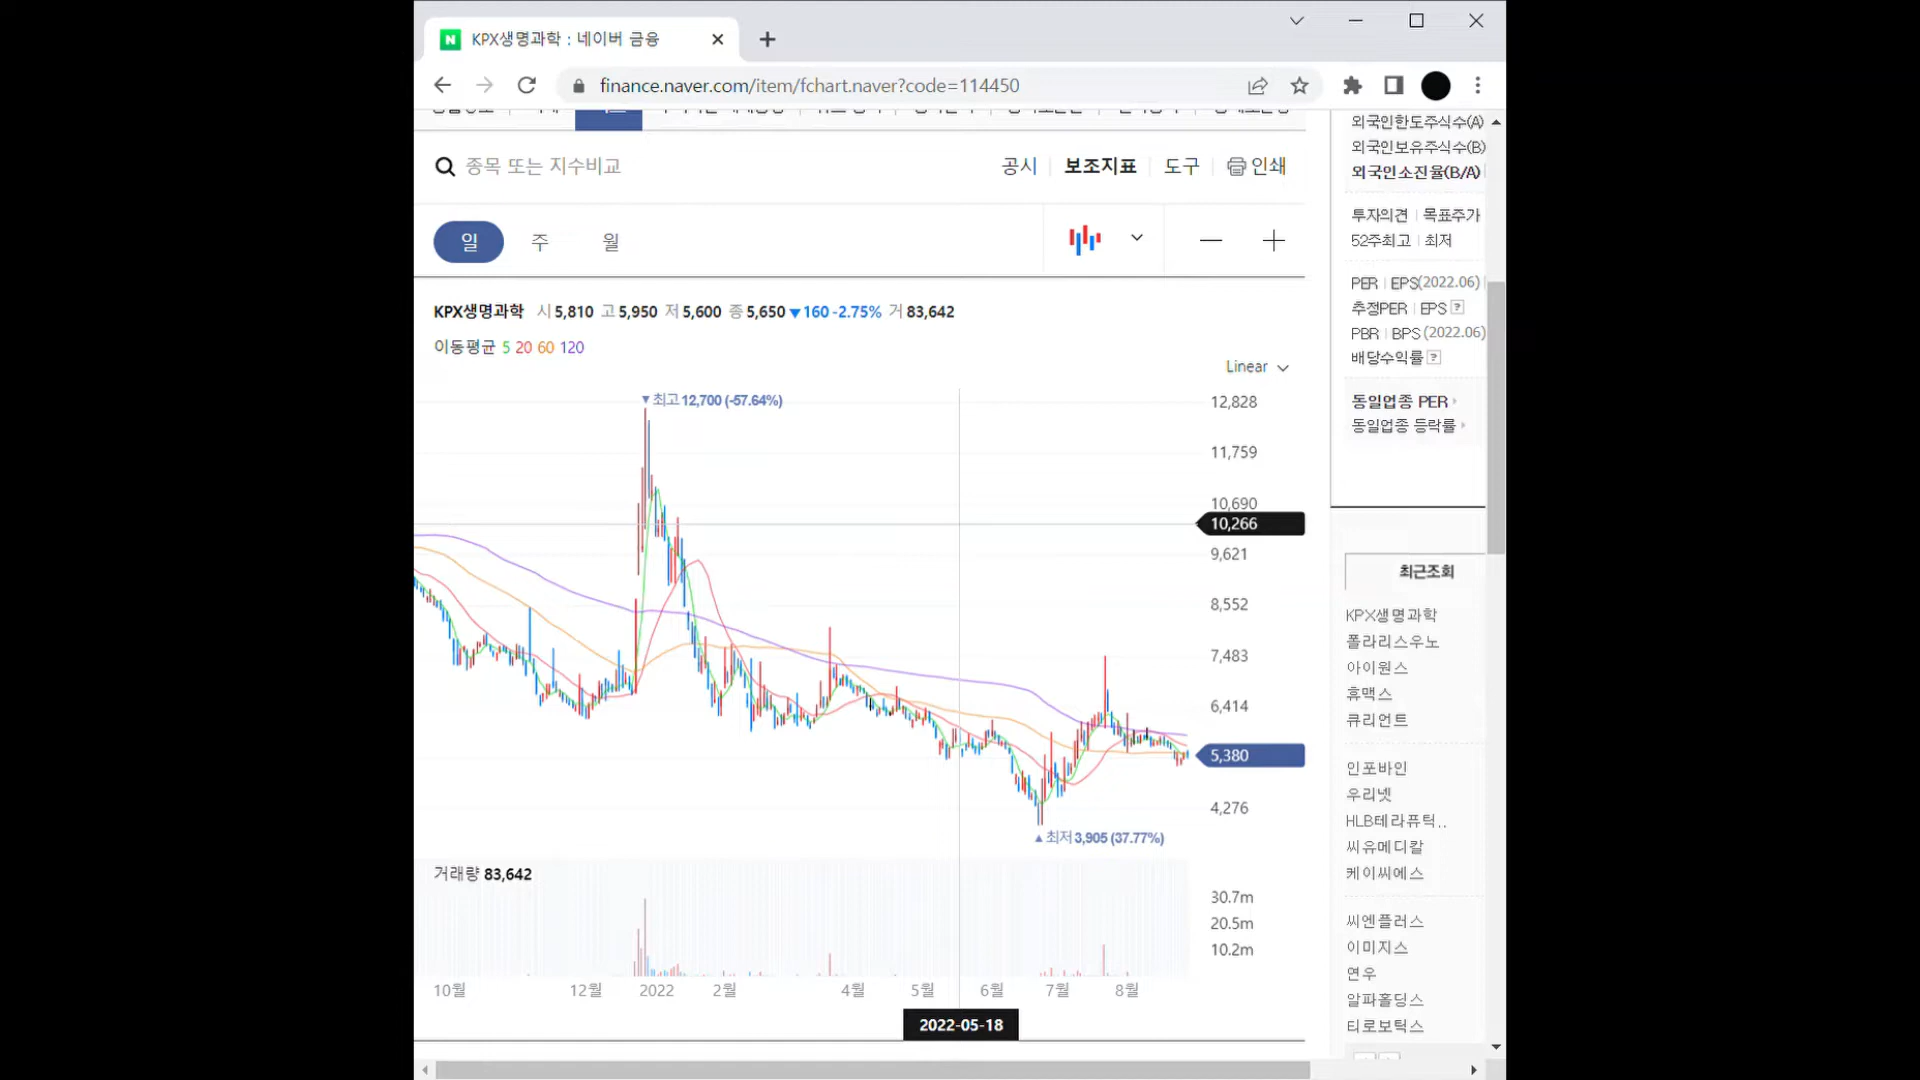 KPX생명과학 : 네이버 금융
finance.naver.com/item/fchart.naver?code=114450
종목 또는 지수비교
공시 보조지표 도구 인쇄
일 주 월
KPX생명과학 시 5,810 고 5,950 저 5,600 종 5,650 ▼160 -2.75% 거 83,642
이동평균 5 20 60 120
Linear
▼최고 12,700 (-57.64%)
12,828
11,759
10,690
10,266
9,621
8,552
7,483
6,414
5,380
4,276
▲최저 3,905 (37.77%)
거래량 83,642
30.7m
20.5m
10.2m
10월 12월 2022 2월 4월 5월 6월 7월 8월
2022-05-18
외국인한도주식수(A)
외국인보유주식수(B)
외국인소진율(B/A)
투자의견 | 목표주가
52주최고 | 최저
PER | EPS(2022.06)
추정PER | EPS ?
PBR | BPS (2022.06)
배당수익률 ?
동일업종 PER
동일업종 등락률
최근조회
KPX생명과학
폴라리스우노
아이원스
휴맥스
큐리언트
인포바인
우리넷
HLB테라퓨틱..
씨유메디칼
케이씨에스
씨엔플러스
이미지스
연우
알파홀딩스
티로보틱스